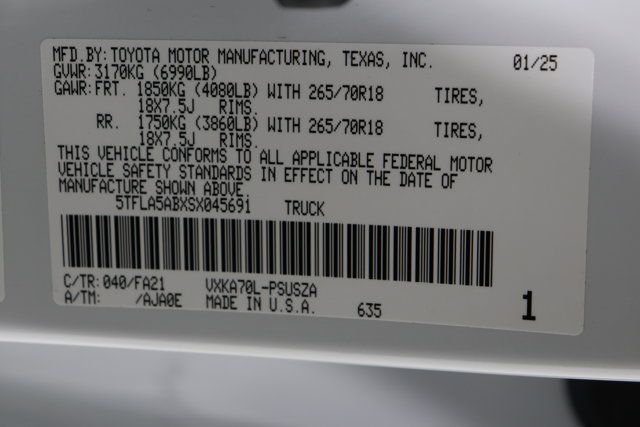 MFD.BY:TOYOTA MOTOR MANUFACTURING, TEXAS, INC. 01/25
GVWR:3170KG (6990LB)
GAWR:FRT. 1850KG (4080LB) WITH 265/70R18 TIRES,
18X7.5J RIMS.
RR. 1750KG (3860LB) WITH 265/70R18 TIRES,
18X7.5J RIMS.
THIS VEHICLE CONFORMS TO ALL APPLICABLE FEDERAL MOTOR
VEHICLE SAFETY STANDARDS IN EFFECT ON THE DATE OF
MANUFACTURE SHOWN ABOVE.
5TFLA5ABXSX045691 TRUCK
C/TR:040/FA21 VXKA70L-PSUSZA
A/TM: /AJA0E MADE IN U.S.A. 635 1